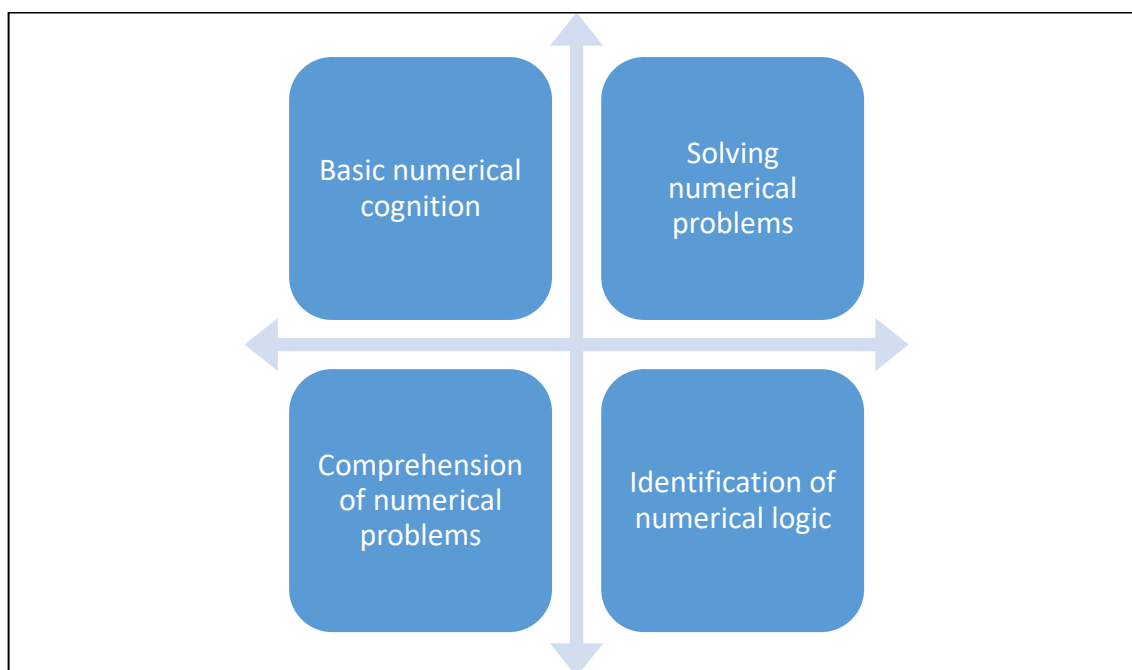 Basic numerical
cognition
Solving
numerical
problems
Comprehension
of numerical
problems
Identification of
numerical logic